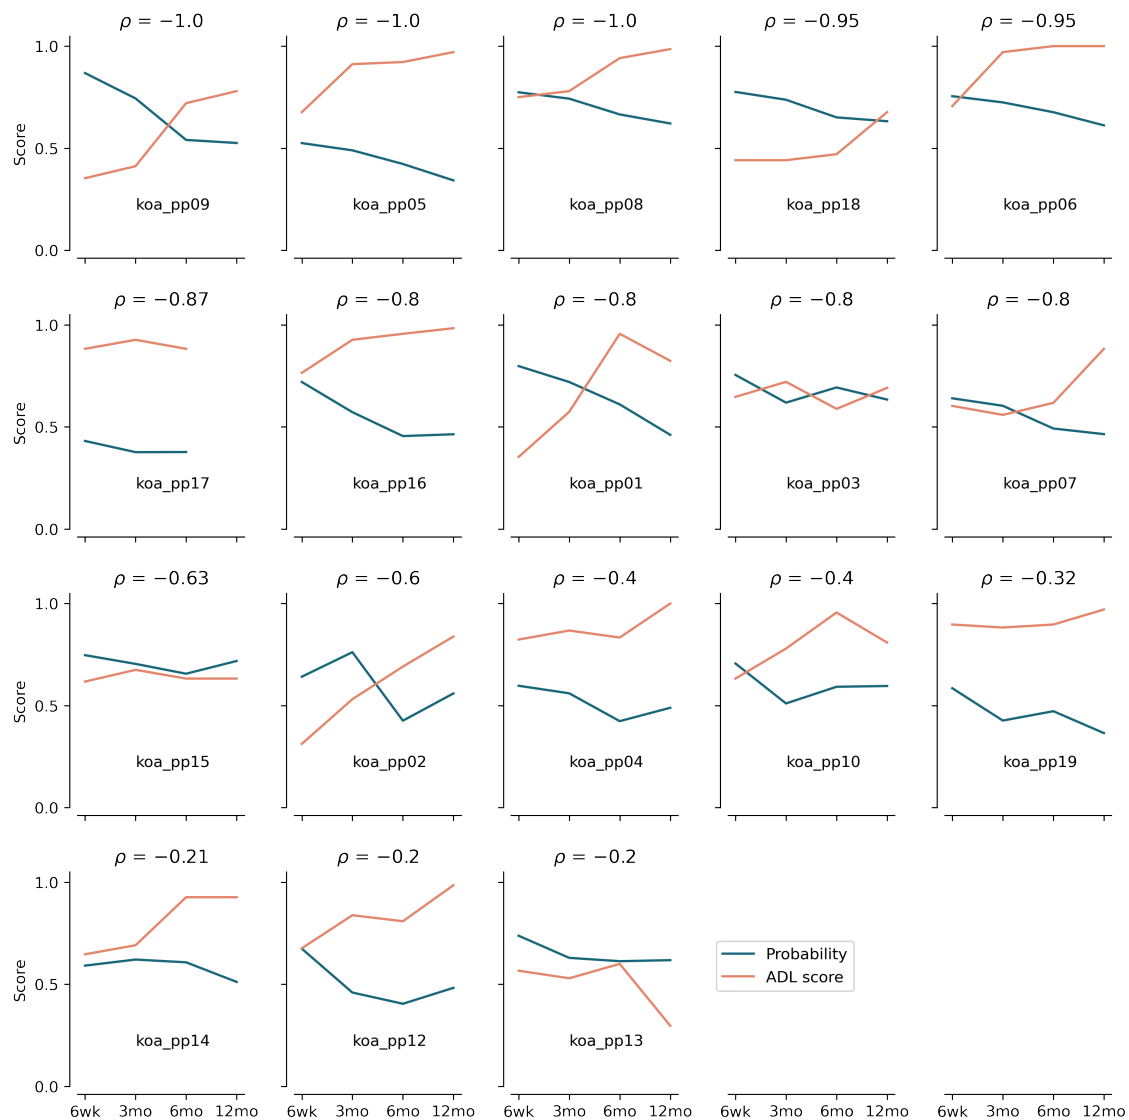 ρ = −1.0 ρ = −1.0 ρ = −1.0 ρ = −0.95 ρ = −0.95
1.0
0.5
0.0
Score
koa_pp09 koa_pp05 koa_pp08 koa_pp18 koa_pp06
ρ = −0.87 ρ = −0.8 ρ = −0.8 ρ = −0.8 ρ = −0.8
1.0
0.5
0.0
Score
koa_pp17 koa_pp16 koa_pp01 koa_pp03 koa_pp07
ρ = −0.63 ρ = −0.6 ρ = −0.4 ρ = −0.4 ρ = −0.32
1.0
0.5
0.0
Score
koa_pp15 koa_pp02 koa_pp04 koa_pp10 koa_pp19
ρ = −0.21 ρ = −0.2 ρ = −0.2
1.0
0.5
0.0
Score
koa_pp14 koa_pp12 koa_pp13
Probability
ADL score
6wk 3mo 6mo 12mo 6wk 3mo 6mo 12mo 6wk 3mo 6mo 12mo 6wk 3mo 6mo 12mo 6wk 3mo 6mo 12mo